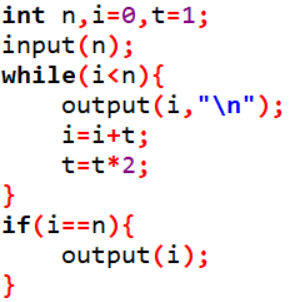 int n,i=0,t=1;
input(n);
while(i<n){
    output(i,"\n");
    i=i+t;
    t=t*2;
}
if(i==n){
    output(i);
}